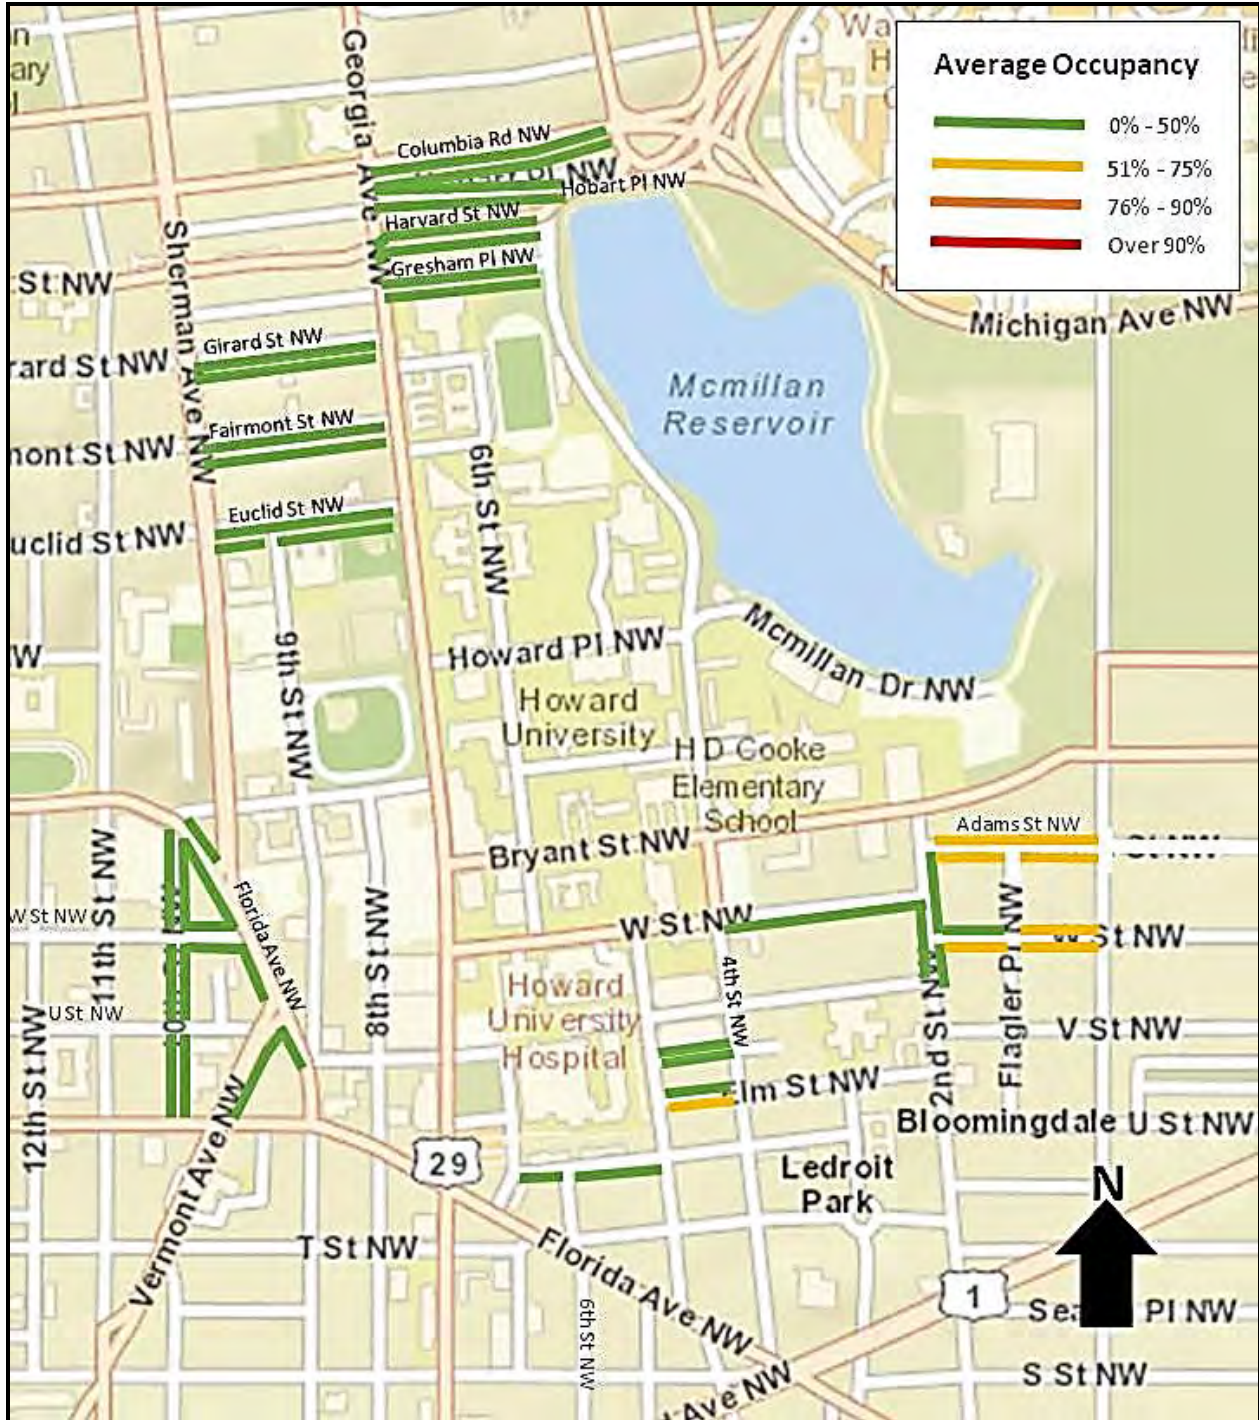 Average Occupancy
0% - 50%
51% - 75%
76% - 90%
Over 90%
Georgia Ave NW
Columbia Rd NW
Hobart Pl NW
Harvard St NW
Gresham Pl NW
Sherman Ave NW
St NW
Michigan Ave NW
Girard St NW
rard St NW
Mcmillan
Reservoir
Fairmont St NW
mont St NW
6th St NW
Euclid St NW
uclid St NW
9th St NW
Howard Pl NW
Mcmillan Dr NW
Howard
University
H D Cooke
Elementary
School
Bryant St NW
Adams St NW
St NW
11th St NW
8th St NW
Florida Ave NW
W St NW
W St NW
W St NW
Flagler Pl NW
4th St NW
2nd St NW
Howard
University
Hospital
U St NW
12th St NW
V St NW
Elm St NW
Bloomingdale
U St NW
29
Ledroit
Park
N
Vermont Ave NW
T St NW
Florida Ave NW
6th St NW
1
Sea Pl NW
S St NW
Ave NW